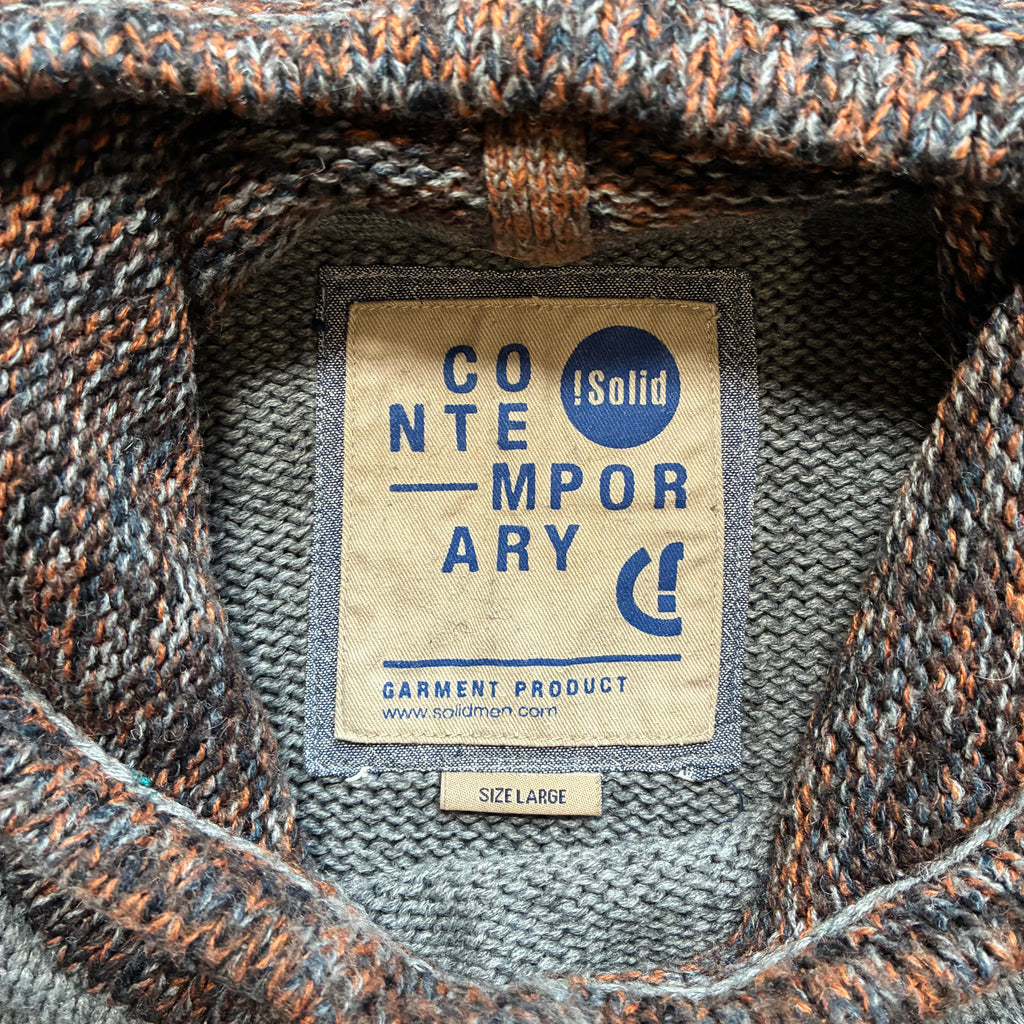 CO
!Solid
NTE
—MPOR
ARY
GARMENT PRODUCT
www.solidmen.com
SIZE LARGE